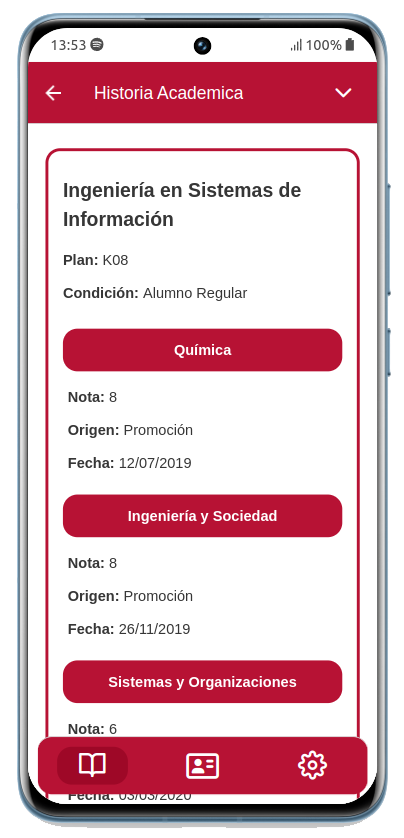 13:53 100%
Historia Academica
Ingeniería en Sistemas de
Información
Plan: K08
Condición: Alumno Regular
Química
Nota: 8
Origen: Promoción
Fecha: 12/07/2019
Ingeniería y Sociedad
Nota: 8
Origen: Promoción
Fecha: 26/11/2019
Sistemas y Organizaciones
Nota: 6
Fecha: 03/03/2020